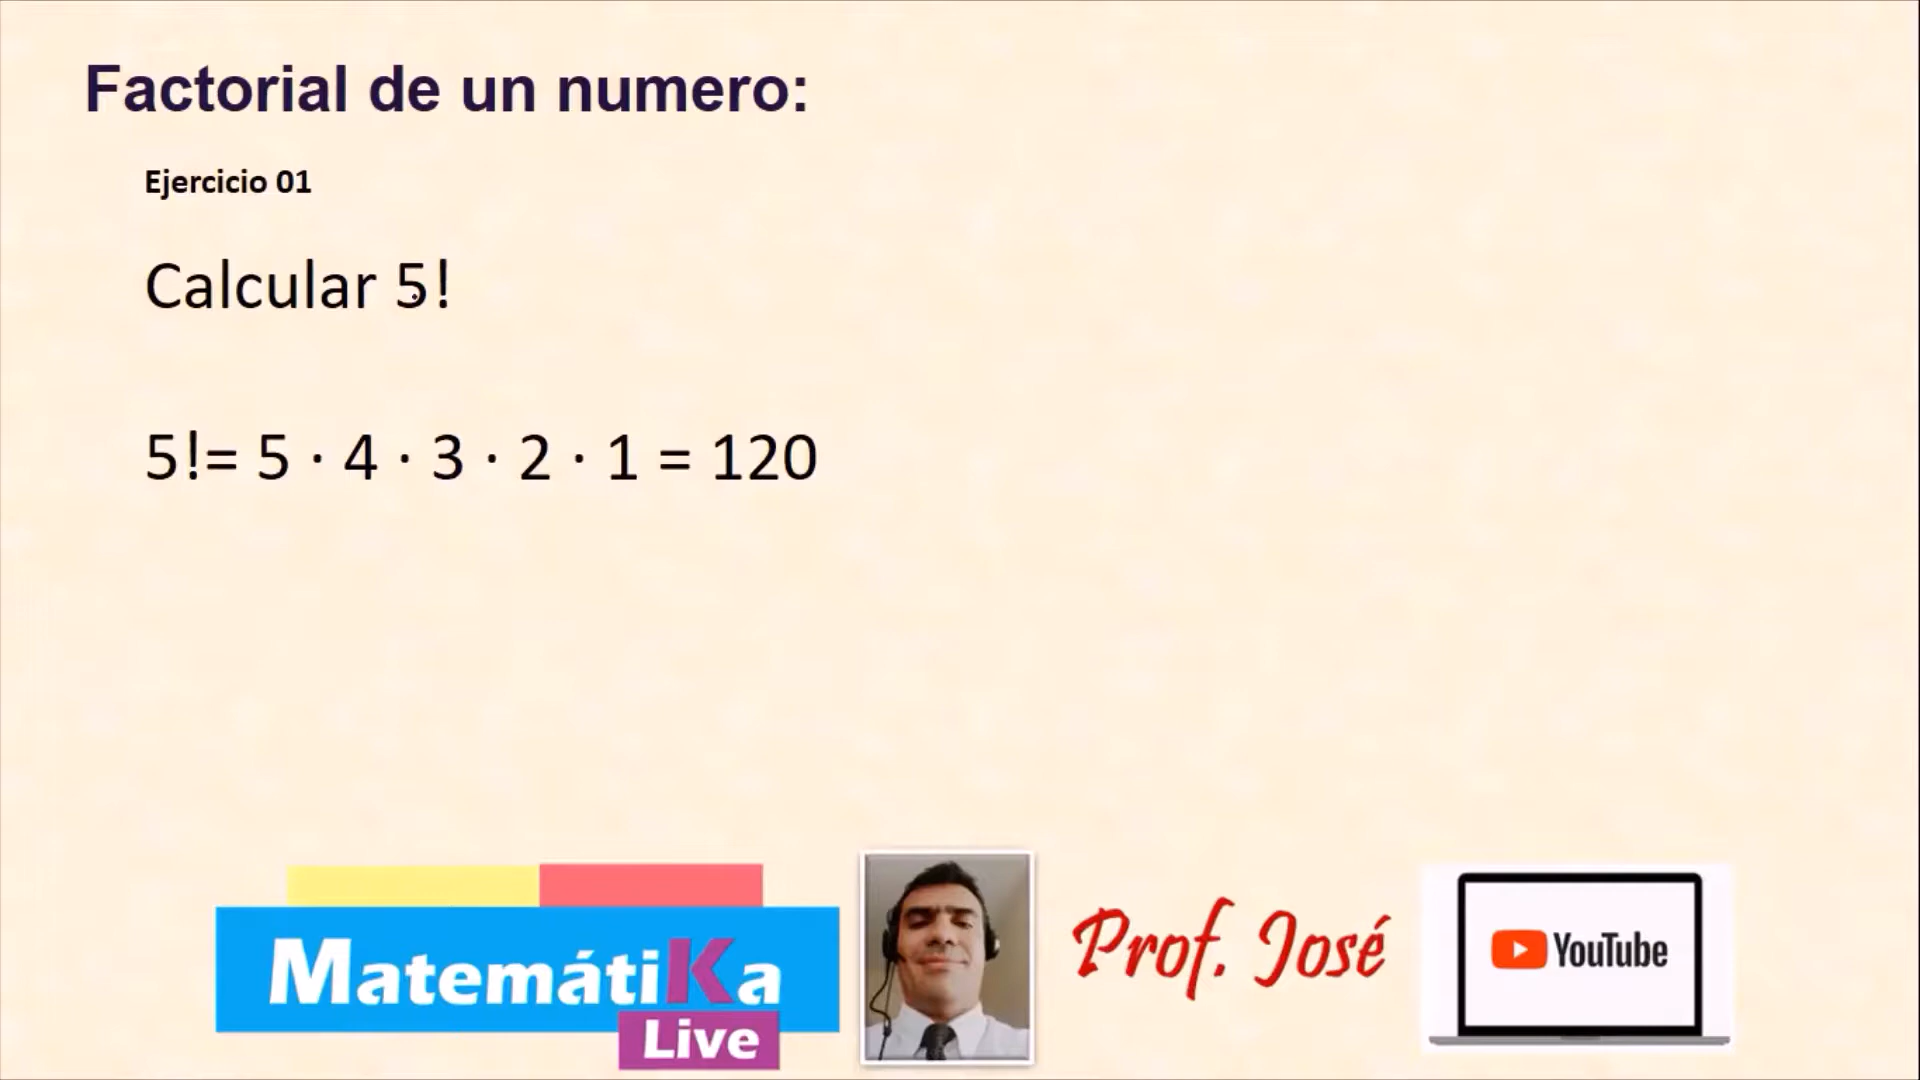 Factorial de un numero:
Ejercicio 01
Calcular 5!
5!= 5 · 4 · 3 · 2 · 1 = 120
MatemátiKa
Live
Prof. José
YouTube